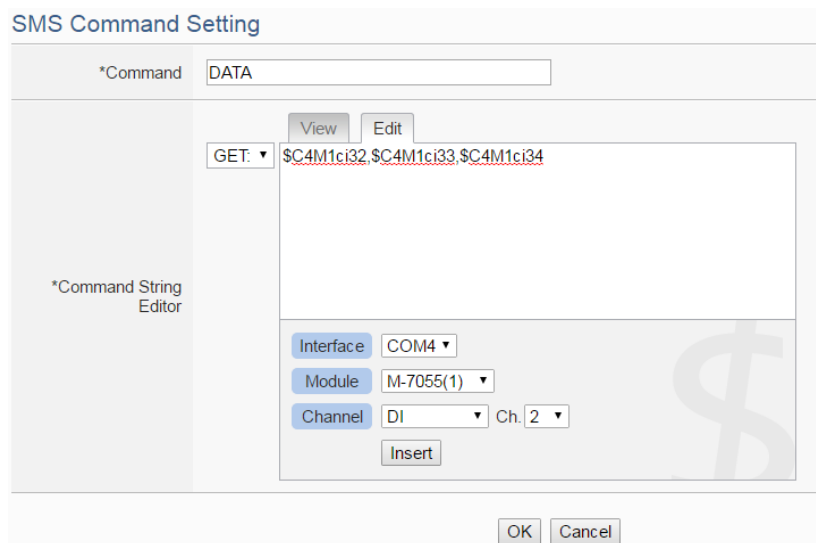 SMS Command Setting
*Command DATA
View Edit
GET: $C4M1ci32,$C4M1ci33,$C4M1ci34
*Command String
Editor
Interface COM4
Module M-7055(1)
Channel DI Ch. 2
Insert
$
OK Cancel